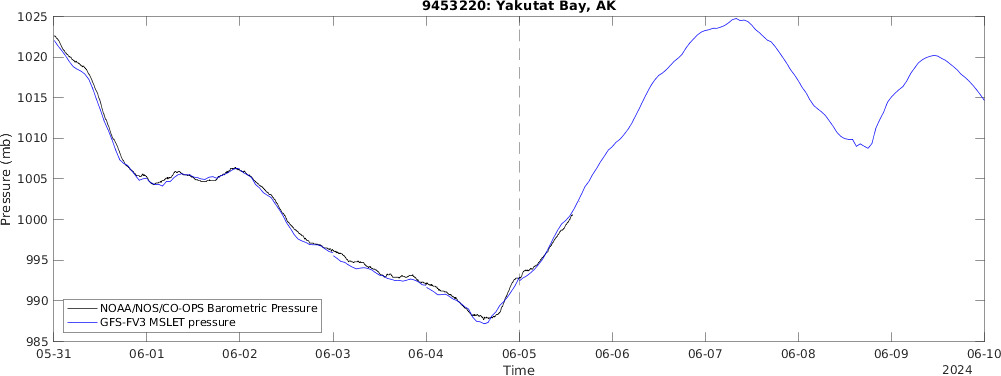 9453220: Yakutat Bay, AK
1025
1020
1015
1010
1005
1000
995
990
985
Pressure (mb)
NOAA/NOS/CO-OPS Barometric Pressure
GFS-FV3 MSLET pressure
05-31 06-01 06-02 06-03 06-04 06-05 06-06 06-07 06-08 06-09 06-10
Time
2024